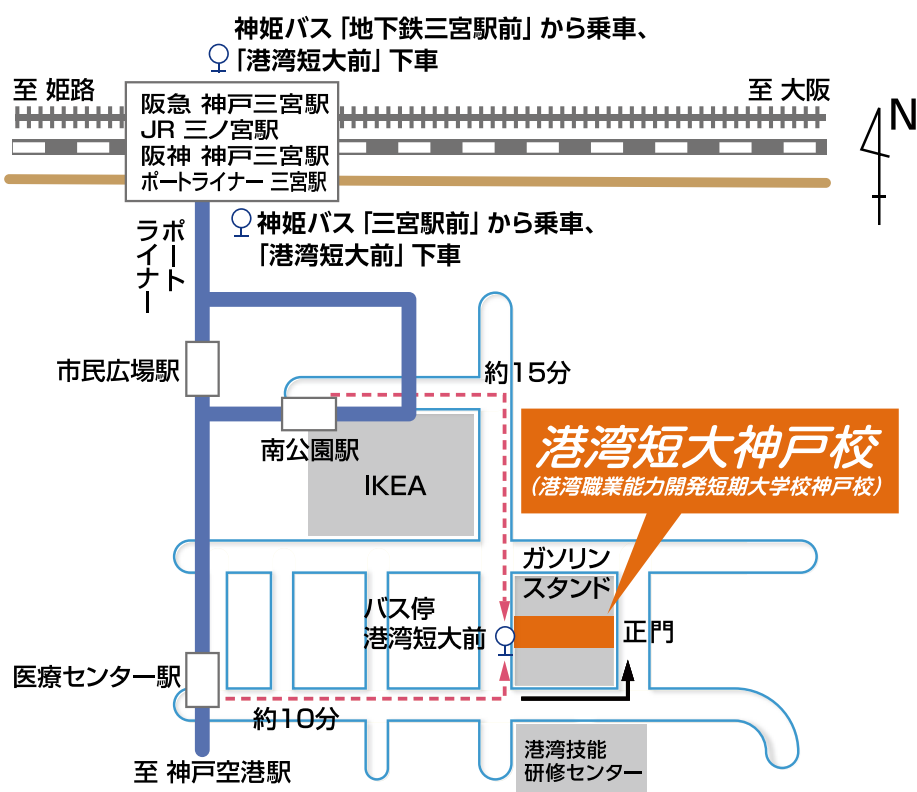 神姫バス「地下鉄三宮駅前」から乗車、
「港湾短大前」下車
至 姫路
至 大阪
N
阪急 神戸三宮駅
JR 三ノ宮駅
阪神 神戸三宮駅
ポートライナー 三宮駅
神姫バス「三宮駅前」から乗車、
「港湾短大前」下車
ポート
ライナー
市民広場駅
約15分
南公園駅
IKEA
港湾短大神戸校
（港湾職業能力開発短期大学校神戸校）
ガソリン
スタンド
バス停
港湾短大前
正門
医療センター駅
約10分
港湾技能
研修センター
至 神戸空港駅